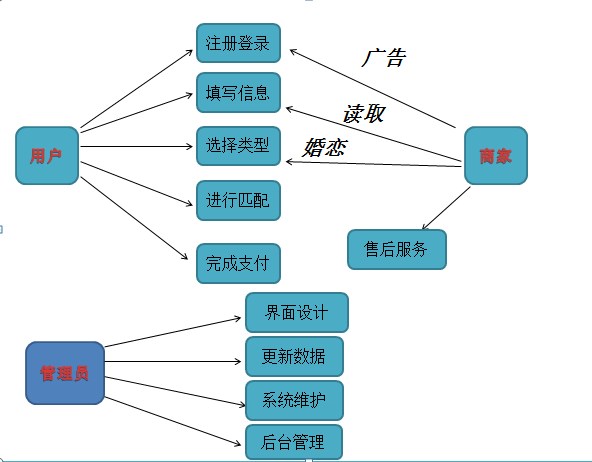 注册登录
广告
填写信息
读取
用户
选择类型
婚恋
商家
进行匹配
售后服务
完成支付
界面设计
更新数据
管理员
系统维护
后台管理